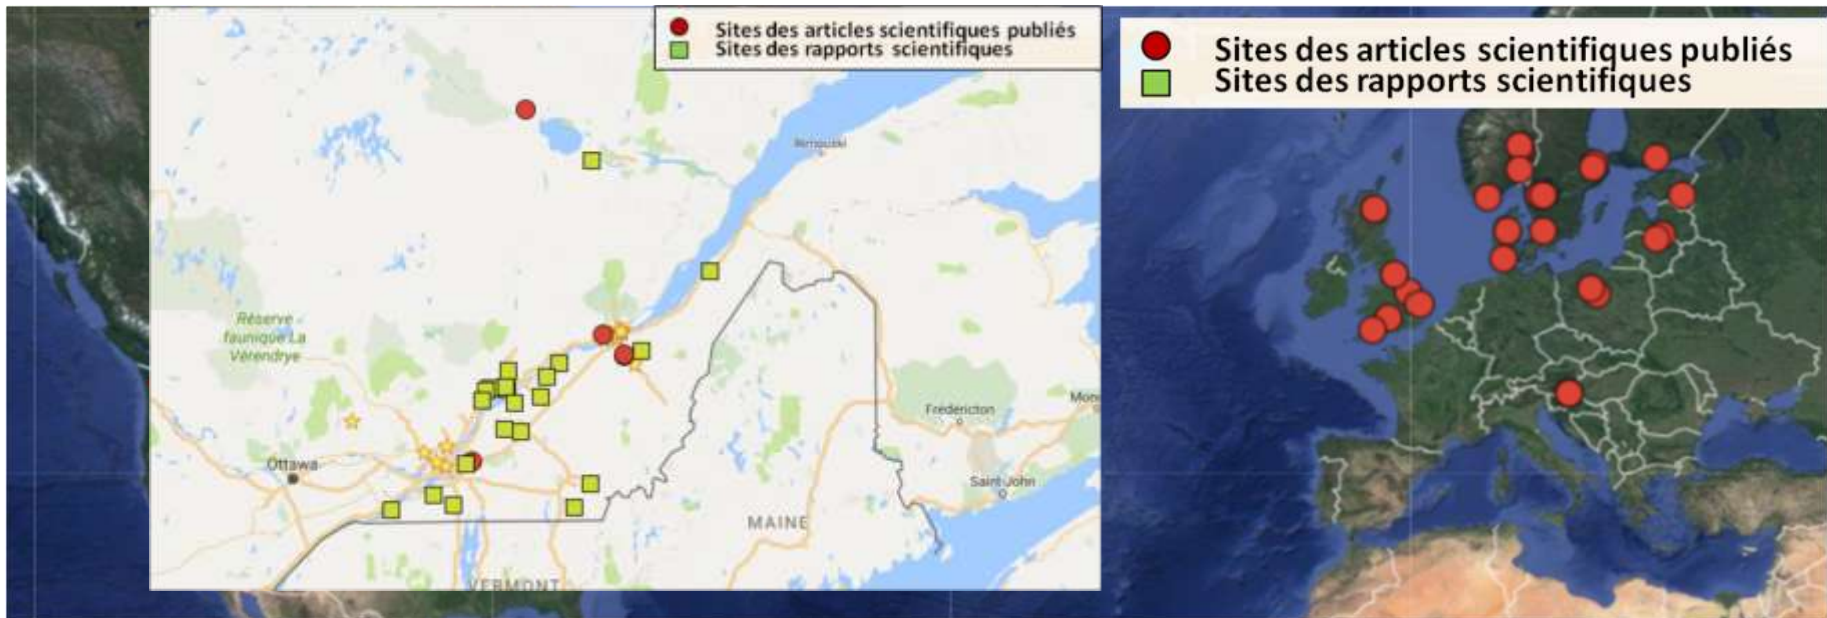 Sites des articles scientifiques publiés
Sites des rapports scientifiques
Sites des articles scientifiques publiés
Sites des rapports scientifiques
Rimouski
Réserve
faunique La
Vérendrye
Frédericton
Ottawa
Saint-John
MAINE
VERMONT